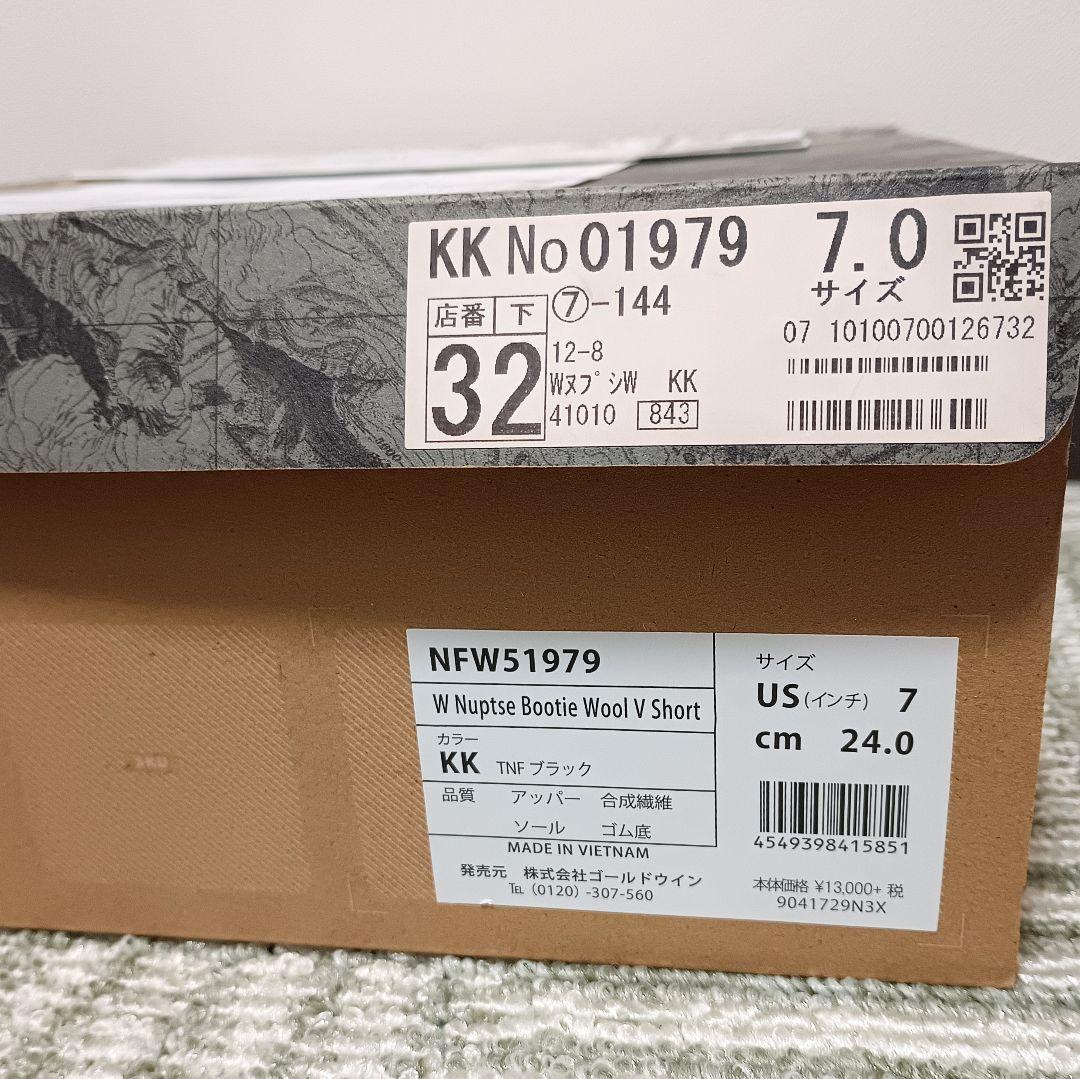 KK No 01979 7.0
サイズ
店番 下 ⑦-144
32
12-8
Wヌプシ W KK
41010 843
07 10100700126732
NFW51979
W Nuptse Bootie Wool V Short
カラー
KK TNF ブラック
品質 アッパー 合成繊維
ソール ゴム底
MADE IN VIETNAM
発売元 株式会社ゴールドウイン
TEL (0120) -307-560
サイズ
US (インチ) 7
cm 24.0
4549398415851
本体価格 ¥13,000+ 税
9041729N3X